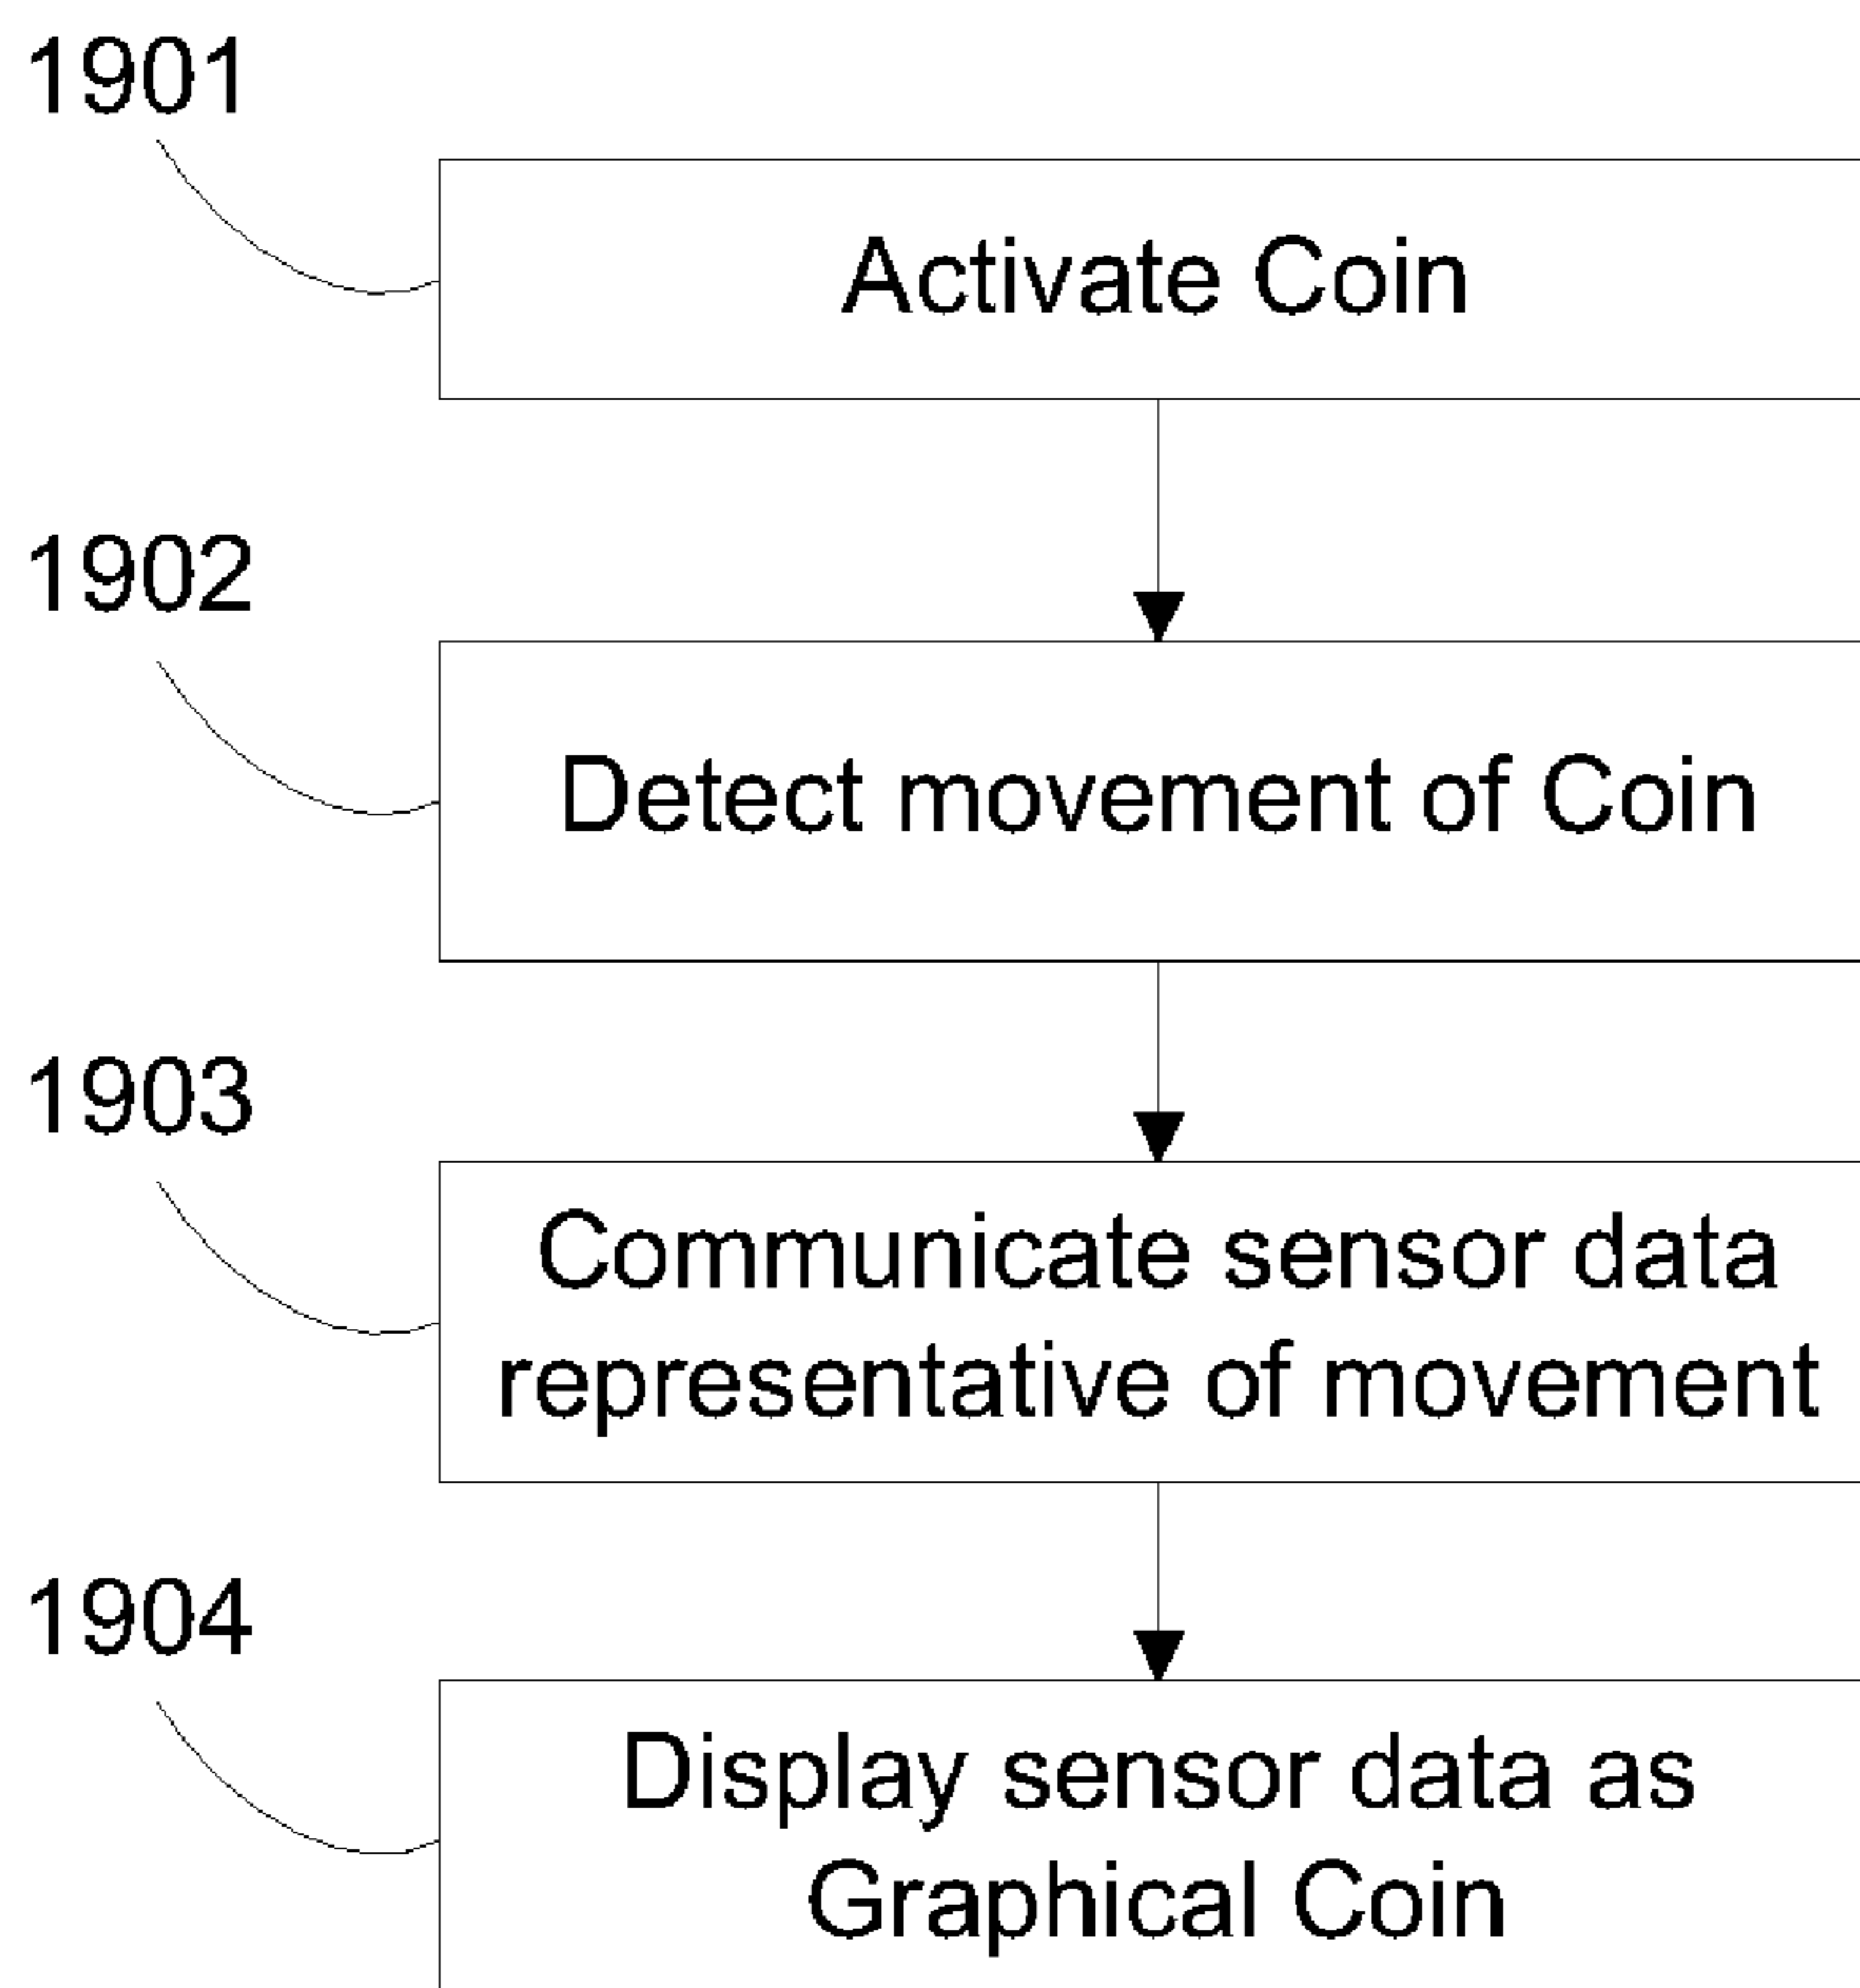 1901
Activate Coin
1902
Detect movement of Coin
1903
Communicate sensor data
representative of movement
1904
Display sensor data as
Graphical Coin